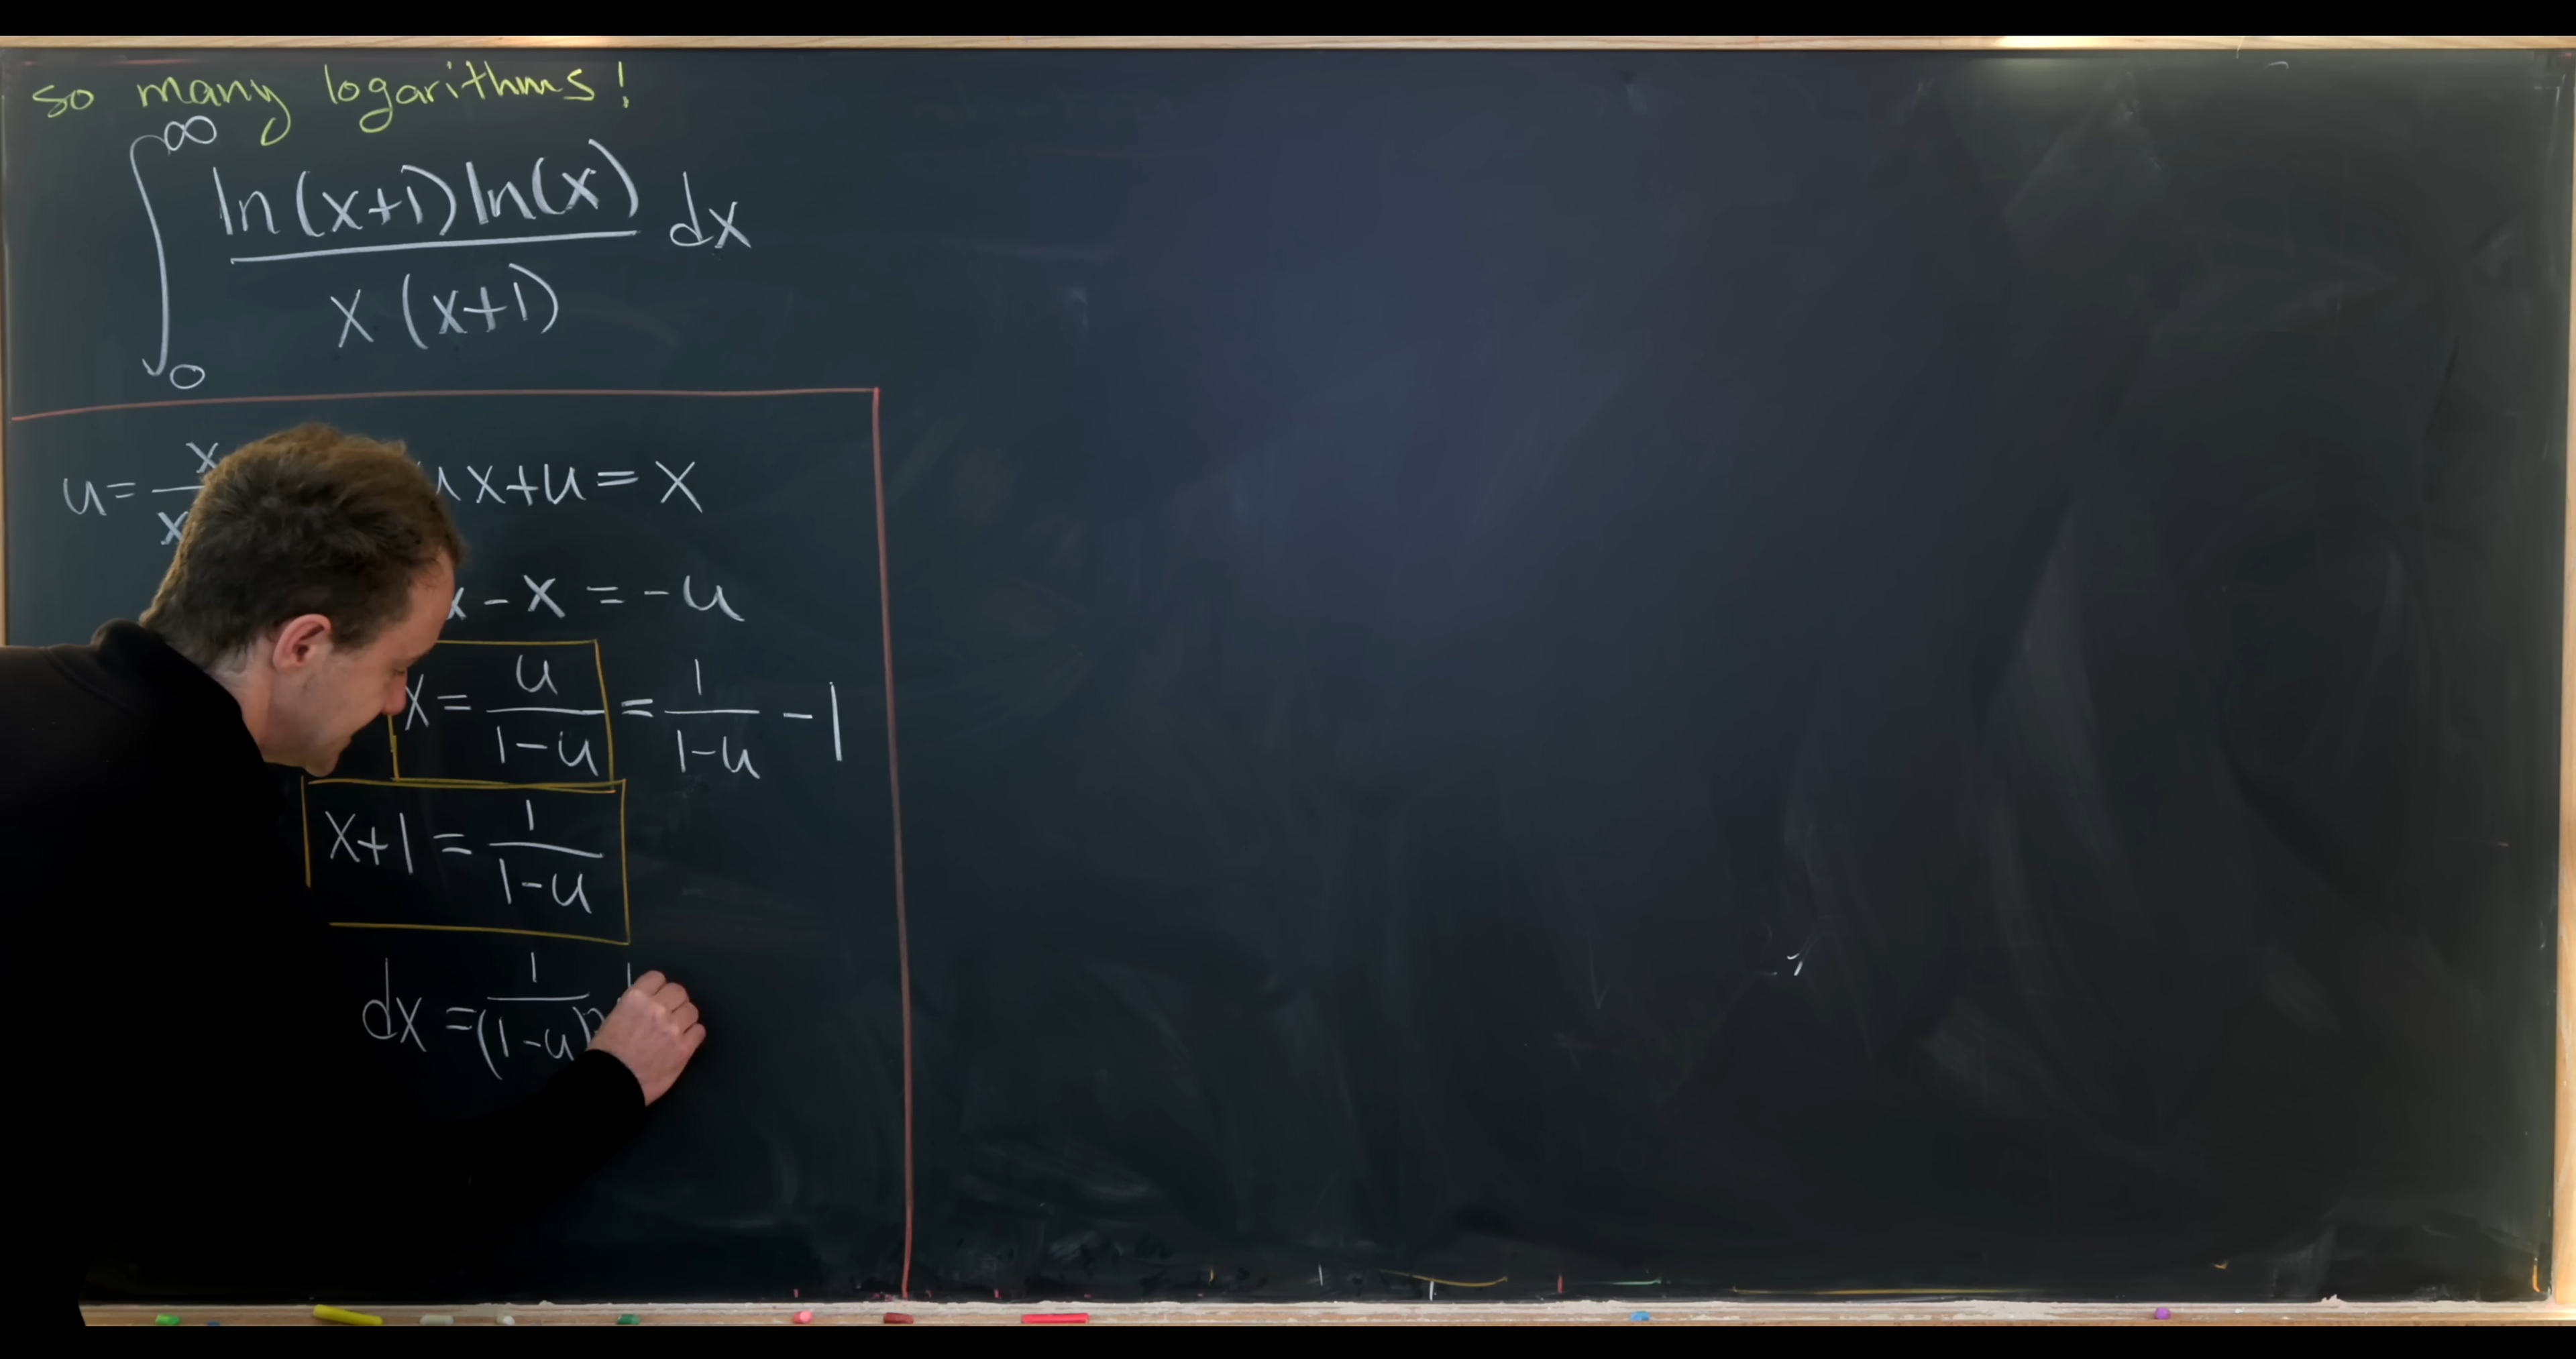 so many logarithms!
∫₀^∞ ln(x+1) ln(x) / x(x+1) dx
u = x/x x+u = x
- x = -u
x = u/(1-u) = 1/(1-u) - 1
x+1 = 1/(1-u)
dx = 1/(1-u)²